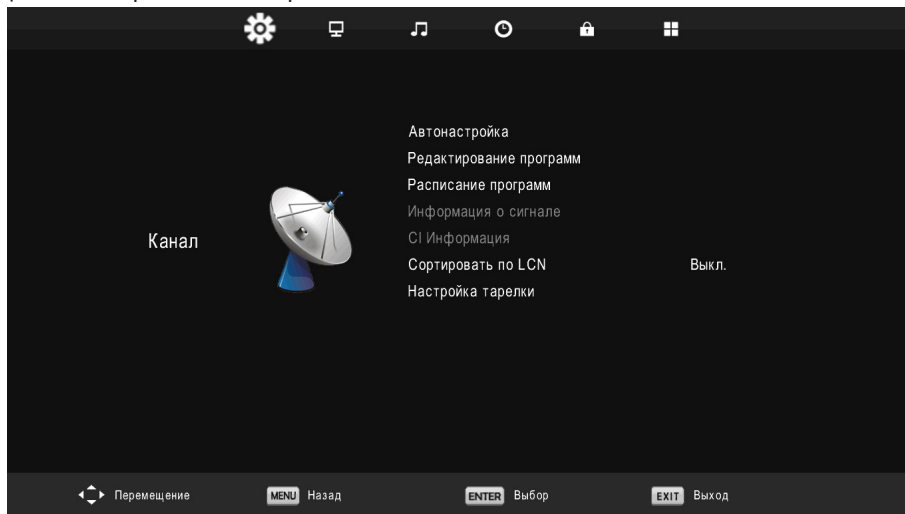 Автонастройка
Редактирование программ
Расписание программ
Информация о сигнале
Канал
CI Информация
Сортировать по LCN Выкл.
Настройка тарелки
Перемещение MENU Назад ENTER Выбор EXIT Выход